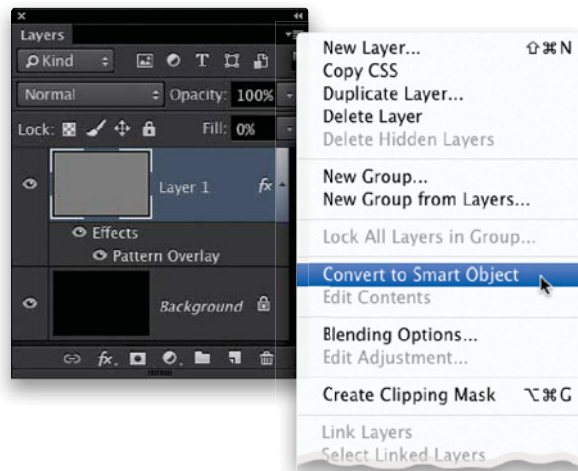 Layers
Kind
Normal Opacity: 100%
Lock: Fill: 0%
Layer 1 fx
Effects
Pattern Overlay
Background
fx.
New Layer... ⇧⌘N
Copy CSS
Duplicate Layer...
Delete Layer
Delete Hidden Layers
New Group...
New Group from Layers...
Lock All Layers in Group...
Convert to Smart Object
Edit Contents
Blending Options...
Edit Adjustment...
Create Clipping Mask ⌥⌘G
Link Layers
Select Linked Layers